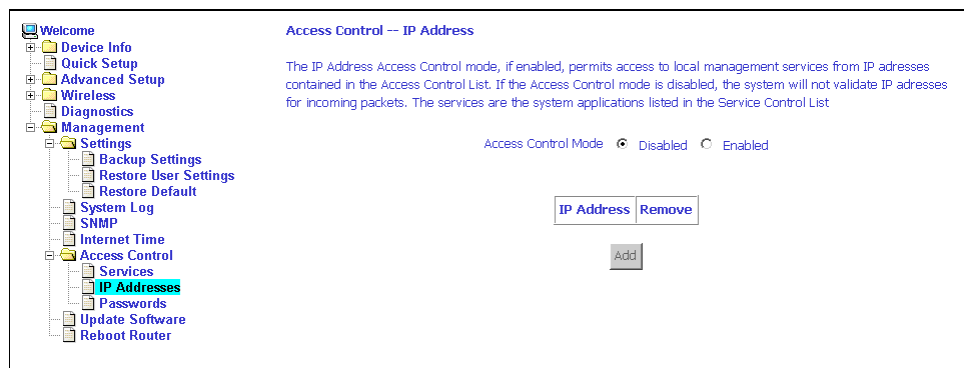 Welcome
Device Info
Quick Setup
Advanced Setup
Wireless
Diagnostics
Management
Settings
Backup Settings
Restore User Settings
Restore Default
System Log
SNMP
Internet Time
Access Control
Services
IP Addresses
Passwords
Update Software
Reboot Router
Access Control -- IP Address
The IP Address Access Control mode, if enabled, permits access to local management services from IP adresses
contained in the Access Control List. If the Access Control mode is disabled, the system will not validate IP adresses
for incoming packets. The services are the system applications listed in the Service Control List
Access Control Mode Disabled Enabled
IP Address Remove
Add